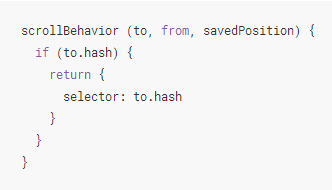 scrollBehavior (to, from, savedPosition) {
  if (to.hash) {
    return {
      selector: to.hash
    }
  }
}